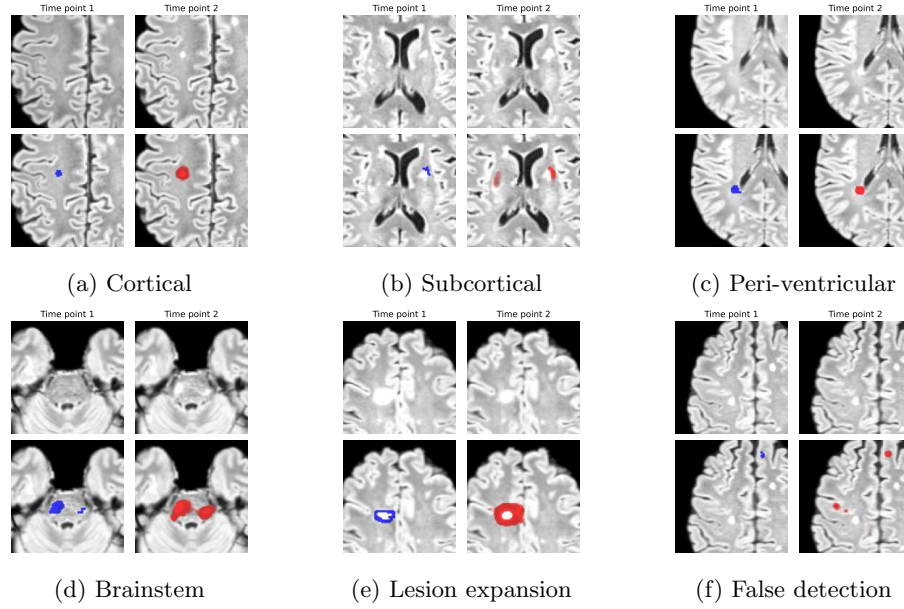 Time point 1 Time point 2 Time point 1 Time point 2 Time point 1 Time point 2
(a) Cortical (b) Subcortical (c) Peri-ventricular
Time point 1 Time point 2 Time point 1 Time point 2 Time point 1 Time point 2
(d) Brainstem (e) Lesion expansion (f) False detection